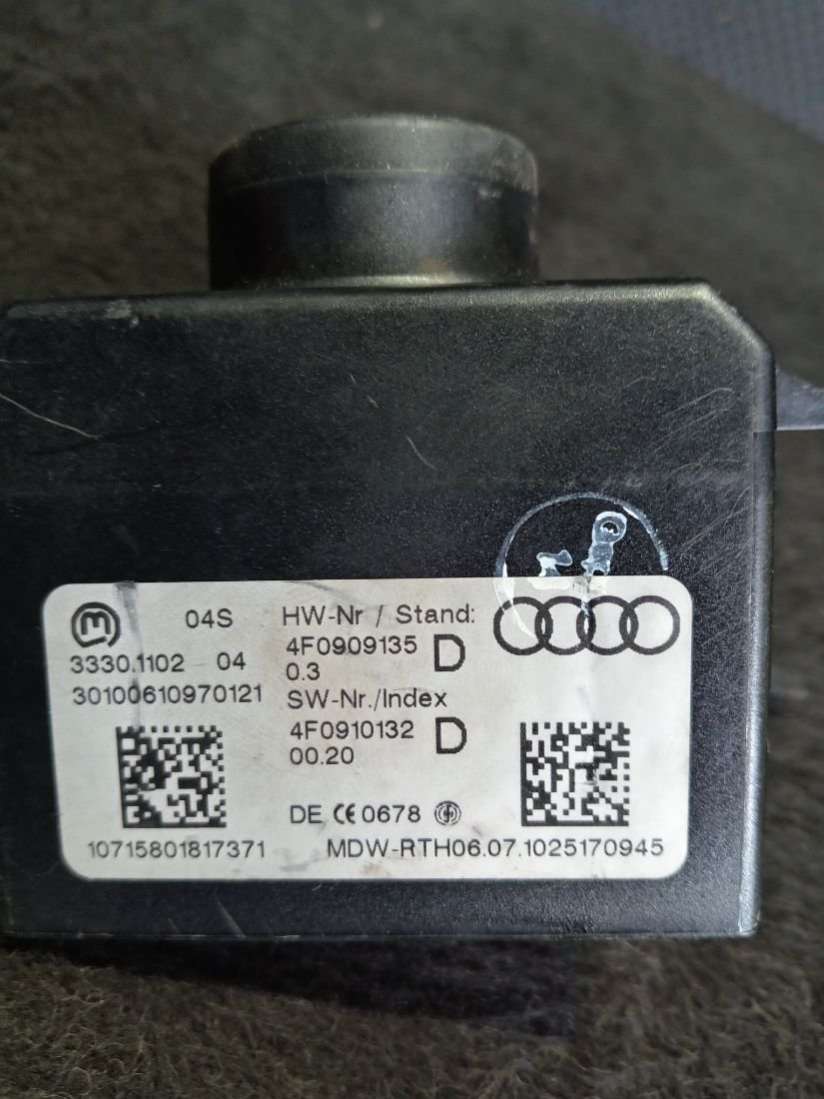 04S
3330.1102 04
30100610970121
HW-Nr / Stand:
4F0909135 D
0.3
SW-Nr./Index
4F0910132 D
00.20
DE CE 0678
10715801817371
MDW-RTH06.07.1025170945